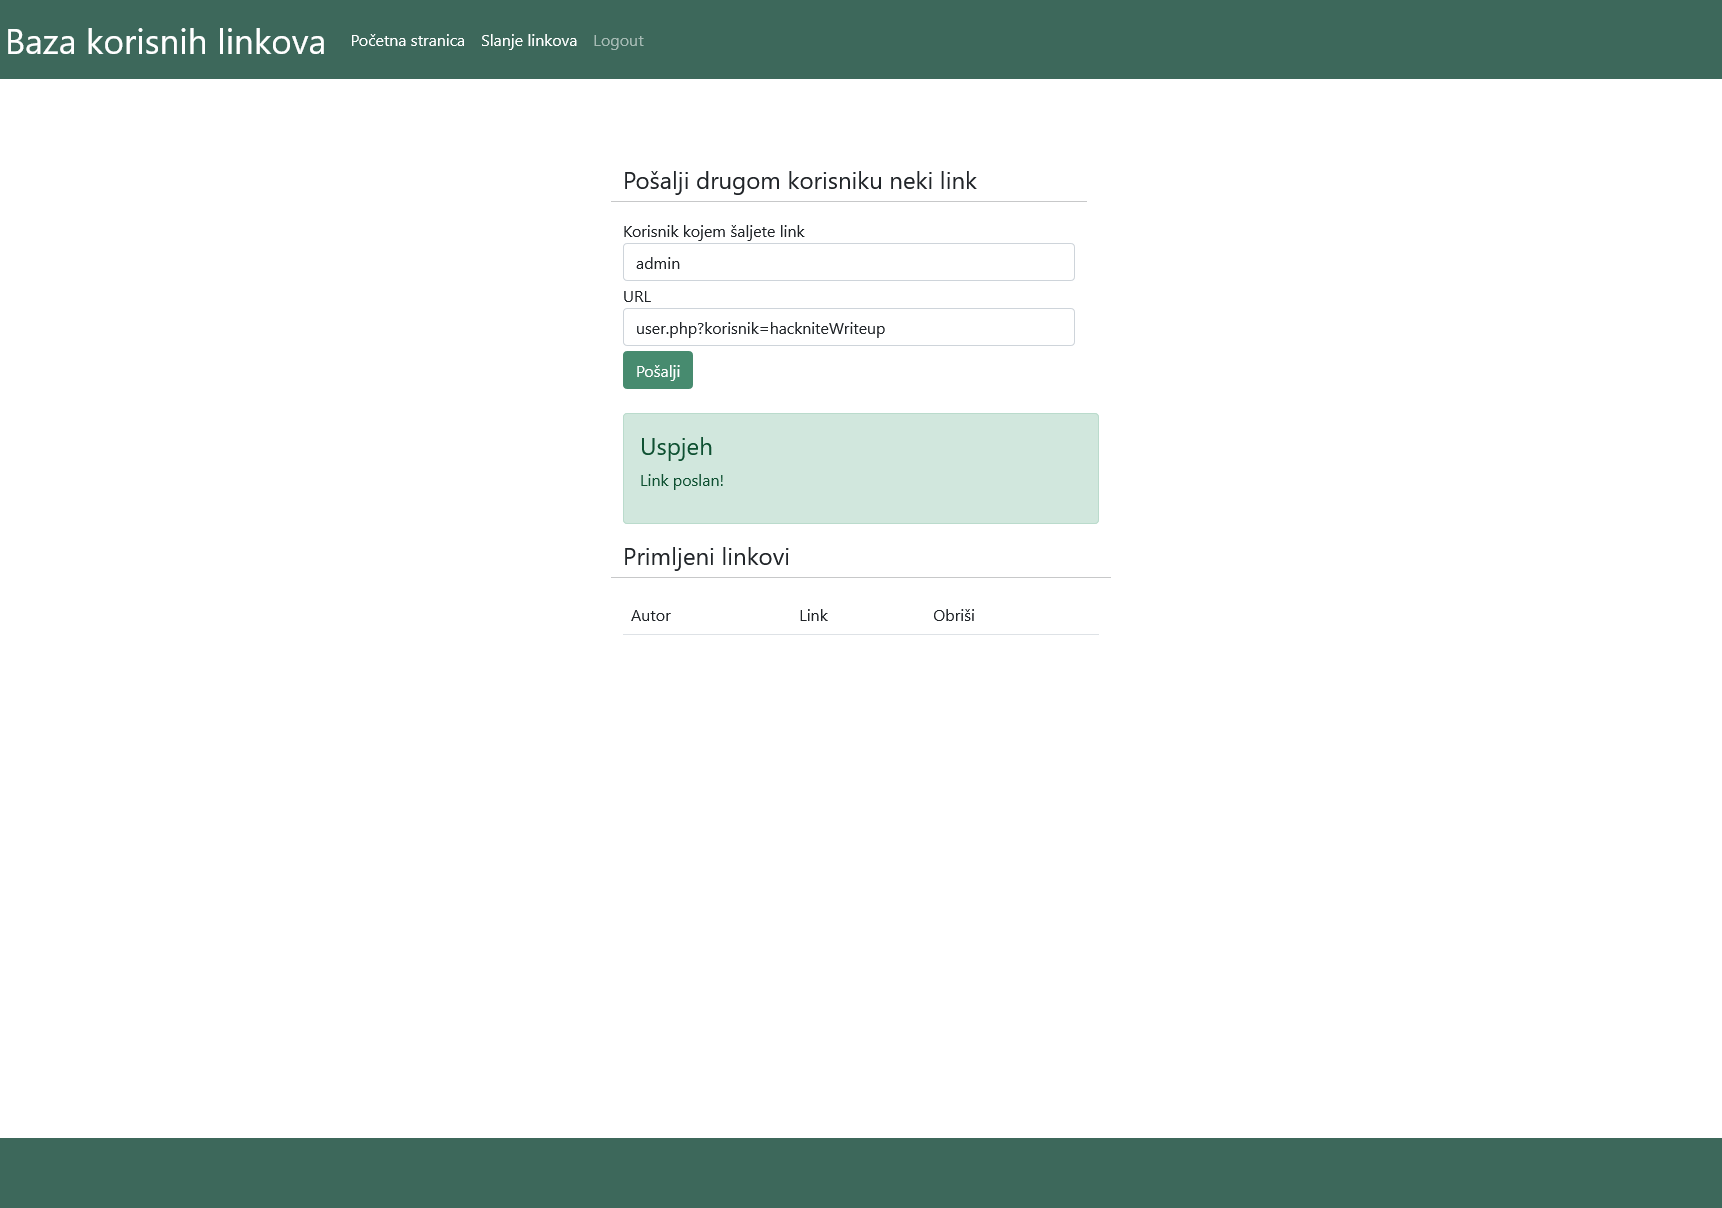 Baza korisnih linkova Početna stranica Slanje linkova Logout
Pošalji drugom korisniku neki link
Korisnik kojem šaljete link
admin
URL
user.php?korisnik=hackniteWriteup
Pošalji
Uspjeh
Link poslan!
Primljeni linkovi
Autor Link Obriši